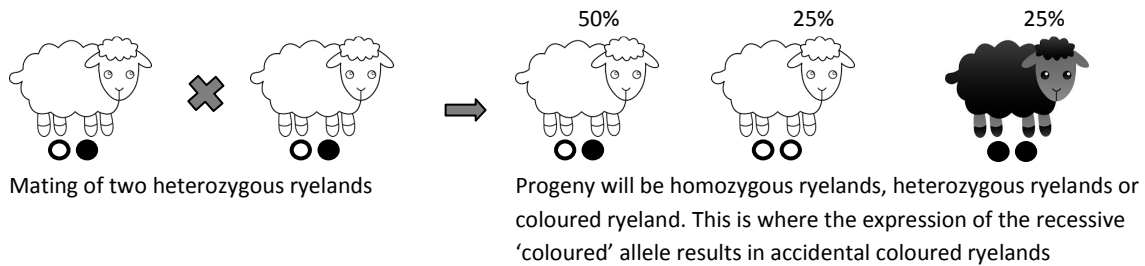 50% 25% 25%
Mating of two heterozygous ryelands
Progeny will be homozygous ryelands, heterozygous ryelands or
coloured ryeland. This is where the expression of the recessive
‘coloured’ allele results in accidental coloured ryelands